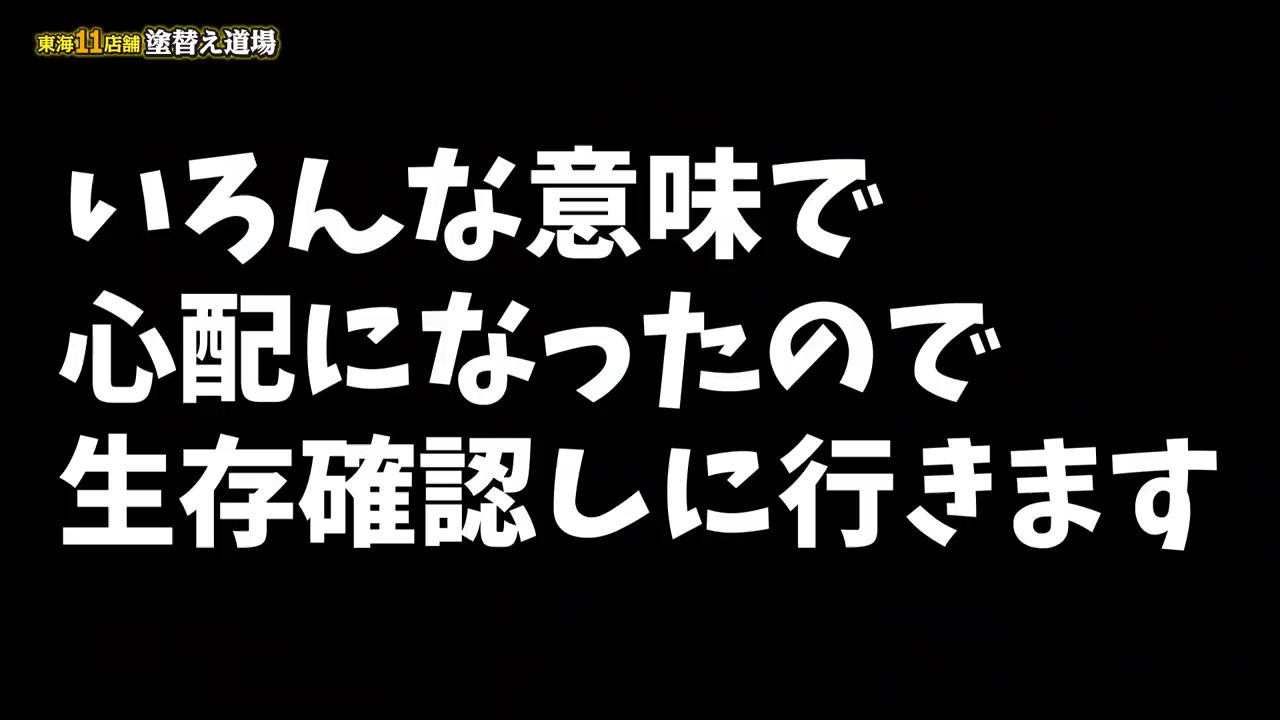 東海11店舗 塗替え道場
いろんな意味で
心配になったので
生存確認しに行きます